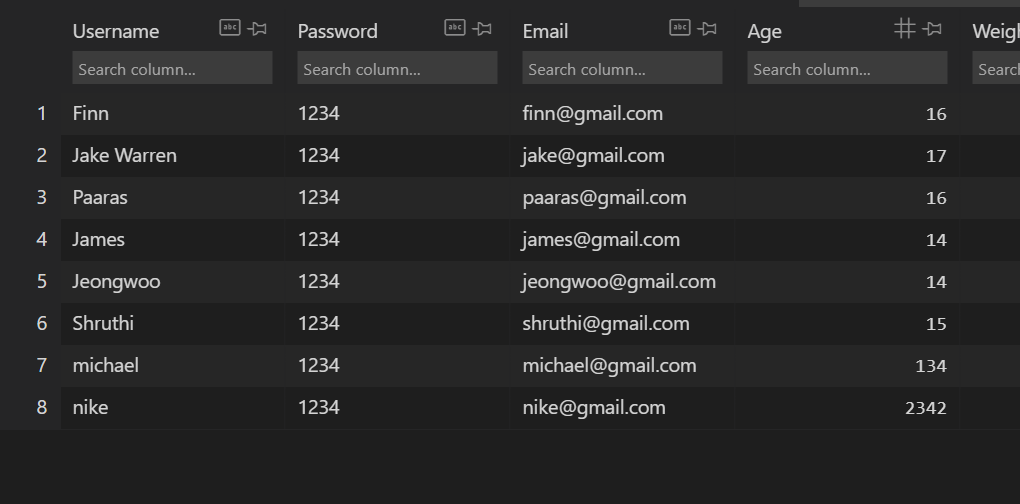 Username abc Password abc Email abc Age Weigh
Search column... Search column... Search column... Search column... Searc
1 Finn 1234 finn@gmail.com 16
2 Jake Warren 1234 jake@gmail.com 17
3 Paaras 1234 paaras@gmail.com 16
4 James 1234 james@gmail.com 14
5 Jeongwoo 1234 jeongwoo@gmail.com 14
6 Shruthi 1234 shruthi@gmail.com 15
7 michael 1234 michael@gmail.com 134
8 nike 1234 nike@gmail.com 2342